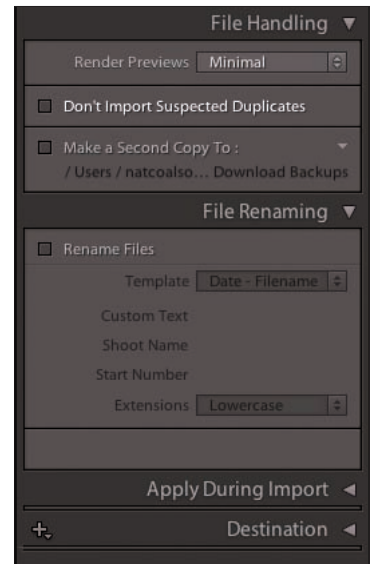 File Handling
Render Previews Minimal
Don't Import Suspected Duplicates
Make a Second Copy To :
/ Users / natcoalso... Download Backups
File Renaming
Rename Files
Template Date - Filename
Custom Text
Shoot Name
Start Number
Extensions Lowercase
Apply During Import
Destination